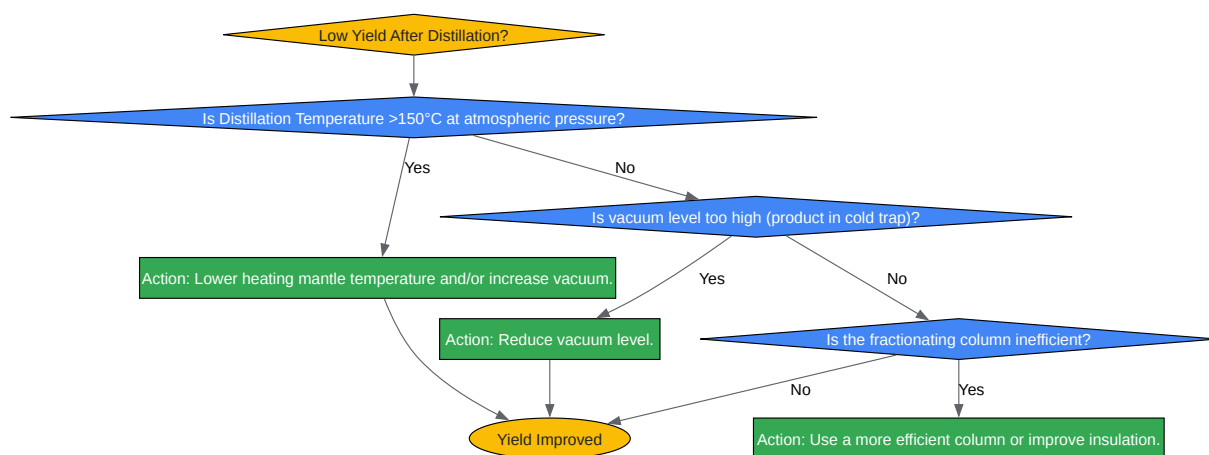 Low Yield After Distillation?
Is Distillation Temperature >150°C at atmospheric pressure?
Yes
No
Is vacuum level too high (product in cold trap)?
Action: Lower heating mantle temperature and/or increase vacuum.
Yes
No
Action: Reduce vacuum level.
Is the fractionating column inefficient?
No
Yes
Yield Improved
Action: Use a more efficient column or improve insulation.